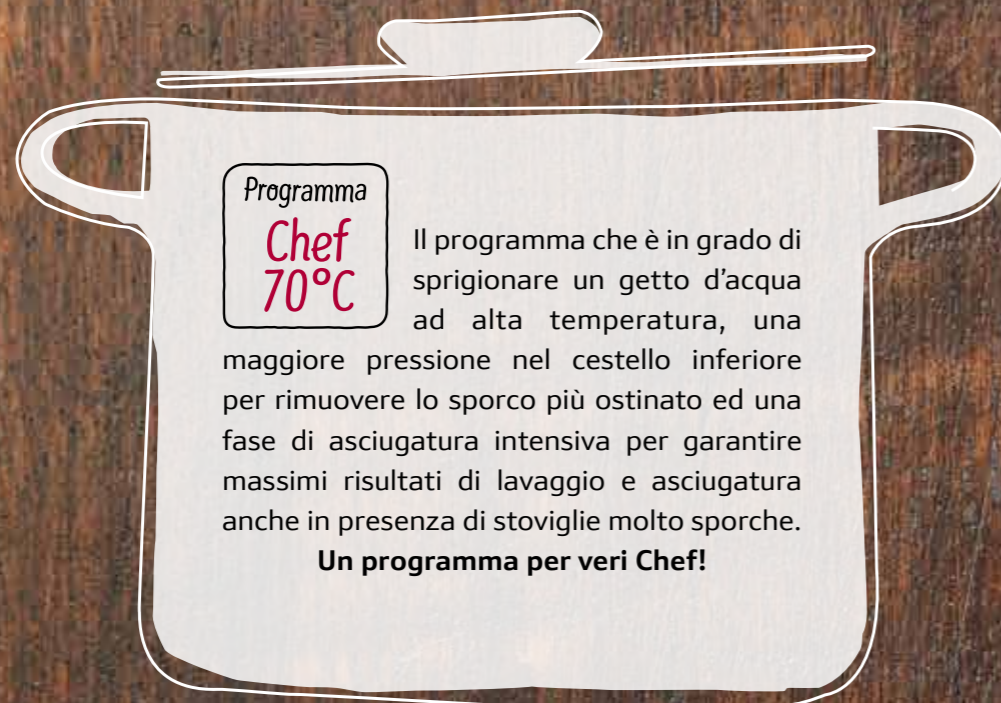 Programma
Chef
70°C
Il programma che è in grado di
sprigionare un getto d'acqua
ad alta temperatura, una
maggiore pressione nel cestello inferiore
per rimuovere lo sporco più ostinato ed una
fase di asciugatura intensiva per garantire
massimi risultati di lavaggio e asciugatura
anche in presenza di stoviglie molto sporche.
Un programma per veri Chef!